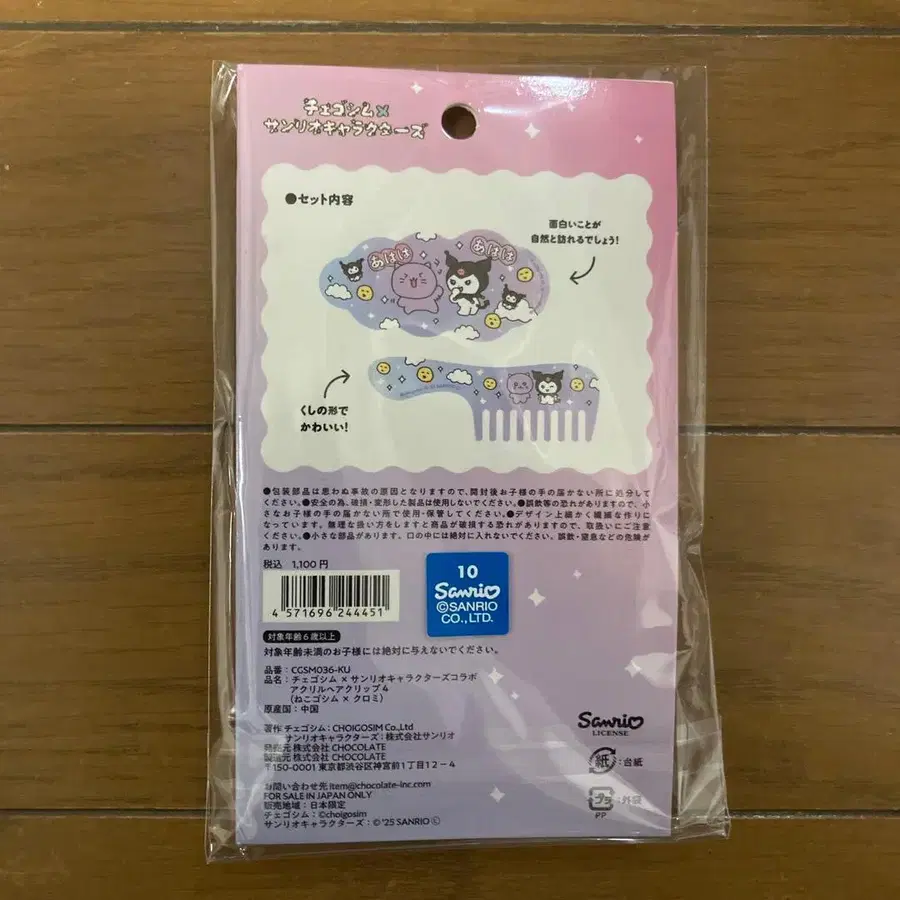 チェゴシム×
サンリオキャラクターズ
●セット内容
面白いことが
自然と訪れるでしょう!
あはは
あはは
くしの形で
かわいい!
●包装部品は思わぬ事故の原因となりますので、開封後お子様の手の届かない所に処分して
ください。●安全の為、破損・変形した製品は使用しないでください。●誤飲等の恐れがありますので、小
さなお子様の手の届かない所で使用・保管してください。●デザイン上細かく繊細な作りに
なっています。無理な扱い方をしますと商品が破損する恐れがありますので、取扱いにご注意
ください。●小さな部品があります、口の中には絶対に入れないでください。誤飲・窒息などの危険が
あります。
税込 1,100円
4 571696 244451
10
Sanrio
©SANRIO
CO., LTD.
対象年齢6歳以上
対象年齢未満のお子様には絶対に与えないでください。
品番:CGSM036-KU
品名:チェゴシム×サンリオキャラクターズコラボ
アクリルヘアクリップ4
(ねこゴシム×クロミ)
原産国:中国
著作 チェゴシム:CHOIGOSIM Co.,Ltd
サンリオキャラクターズ:株式会社サンリオ
発売元 株式会社 CHOCOLATE
製造元 株式会社 CHOCOLATE
〒150-0001 東京都渋谷区神宮前1丁目12-4
お問い合わせ先 item@chocolate-inc.com
FOR SALE IN JAPAN ONLY
販売地域:日本限定
チェゴシム:©choigosim
サンリオキャラクターズ:©'25 SANRIO Ⓛ
Sanrio
LICENSE
紙:台紙
プラ:外袋
PP